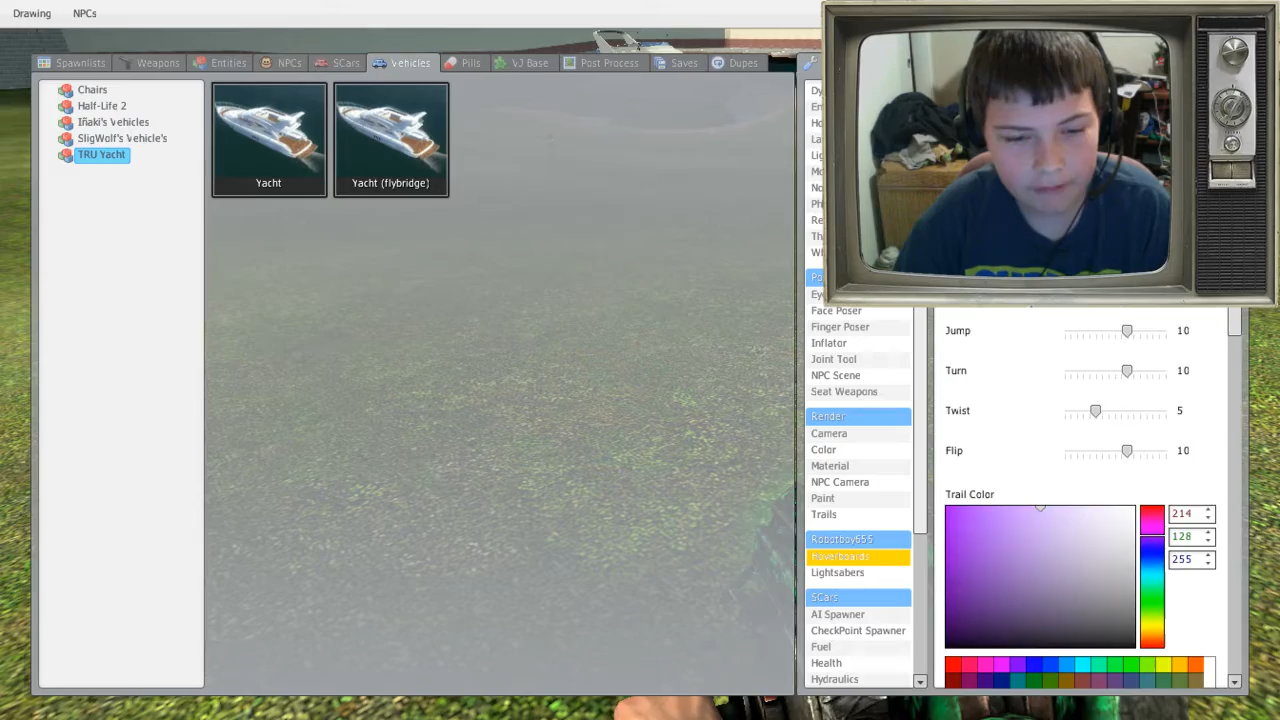 Drawing NPCs
Spawnlists Weapons Entities NPCs SCars Vehicles Pills VJ Base Post Process Saves Dupes
Chairs
Half-Life 2
Iñaki's Vehicles
SligWolf's Vehicle's
TRU Yacht
Yacht
Yacht (flybridge)
Face Poser
Finger Poser
Inflator
Joint Tool
NPC Scene
Seat Weapons
Render
Camera
Color
Material
NPC Camera
Paint
Trails
Robotboy655
Hoverboards
Lightsabers
SCars
AI Spawner
CheckPoint Spawner
Fuel
Health
Hydraulics
Jump 10
Turn 10
Twist 5
Flip 10
Trail Color
214
128
255